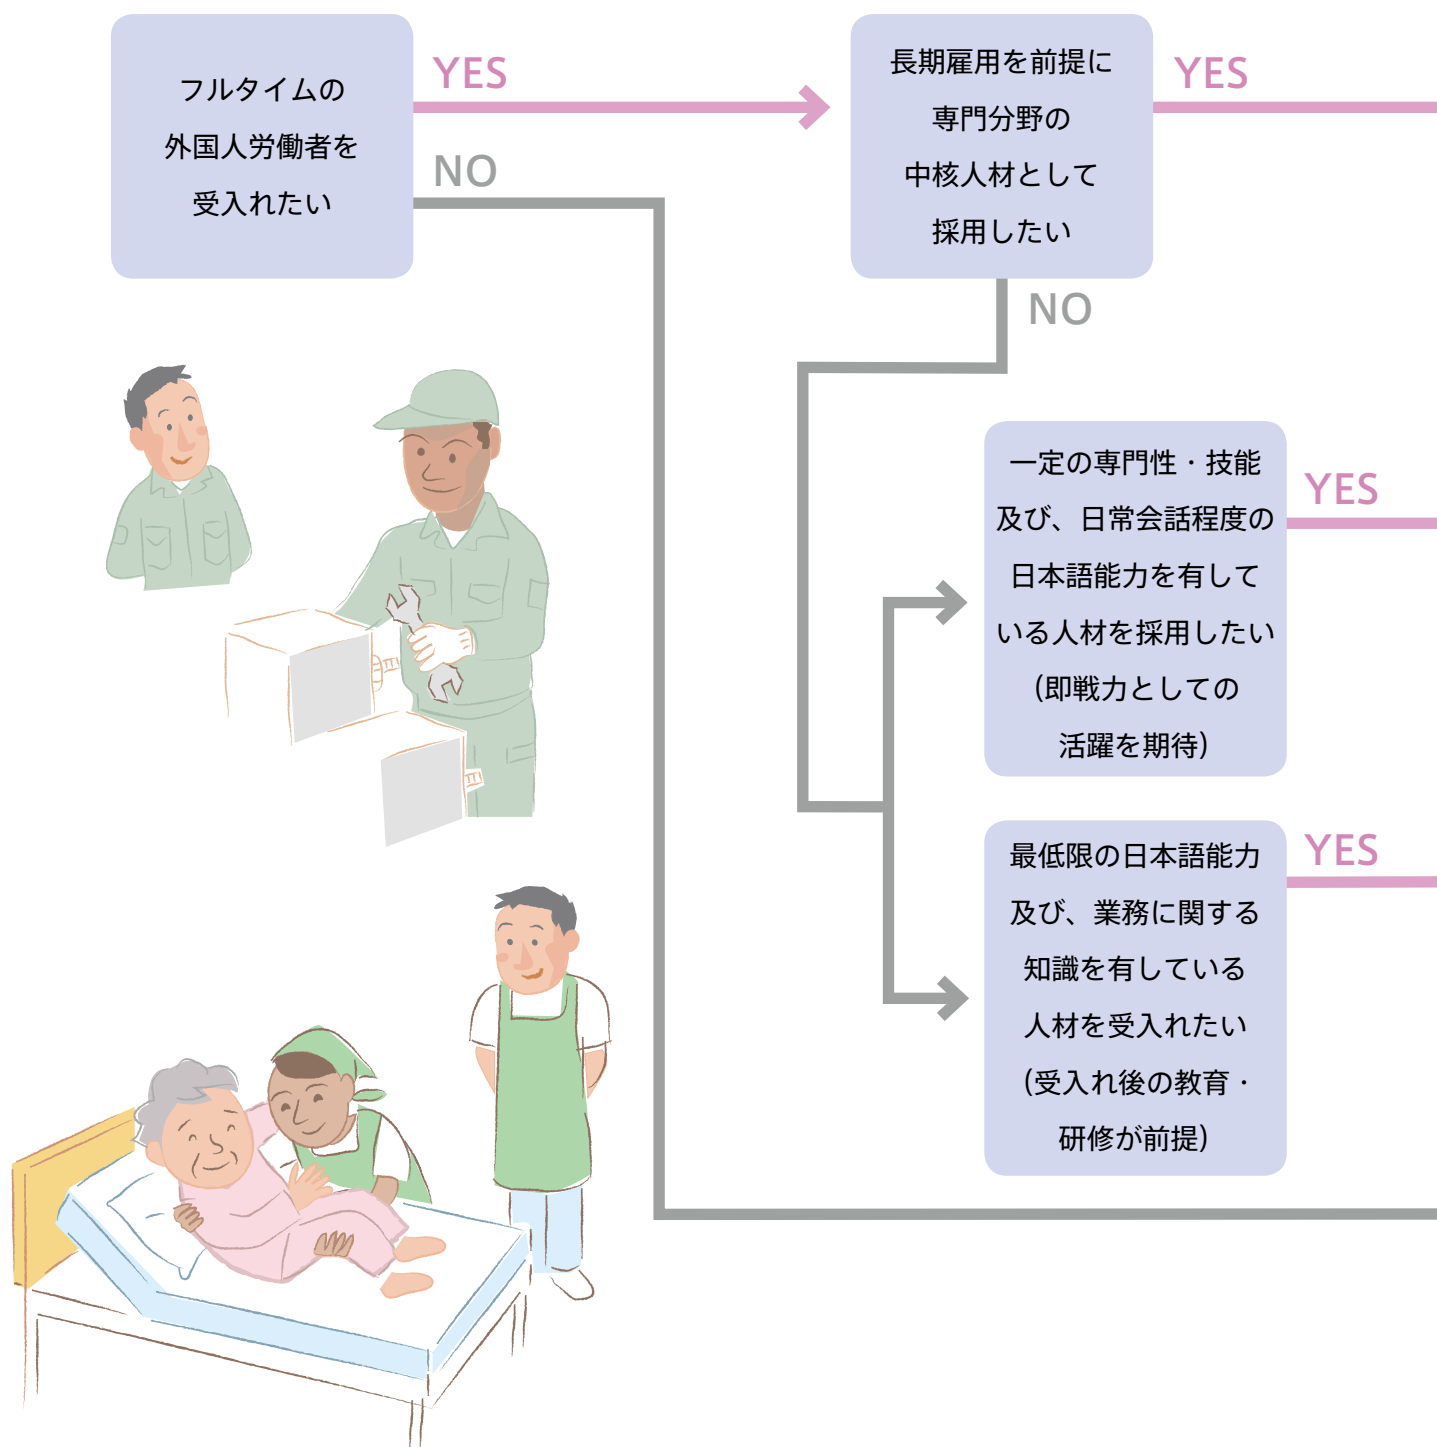 フルタイムの
外国人労働者を
受入れたい
YES
NO
長期雇用を前提に
専門分野の
中核人材として
採用したい
YES
NO
一定の専門性・技能
及び、日常会話程度の
日本語能力を有して
いる人材を採用したい
(即戦力としての
活躍を期待)
YES
最低限の日本語能力
及び、業務に関する
知識を有している
人材を受入れたい
(受入れ後の教育・
研修が前提)
YES